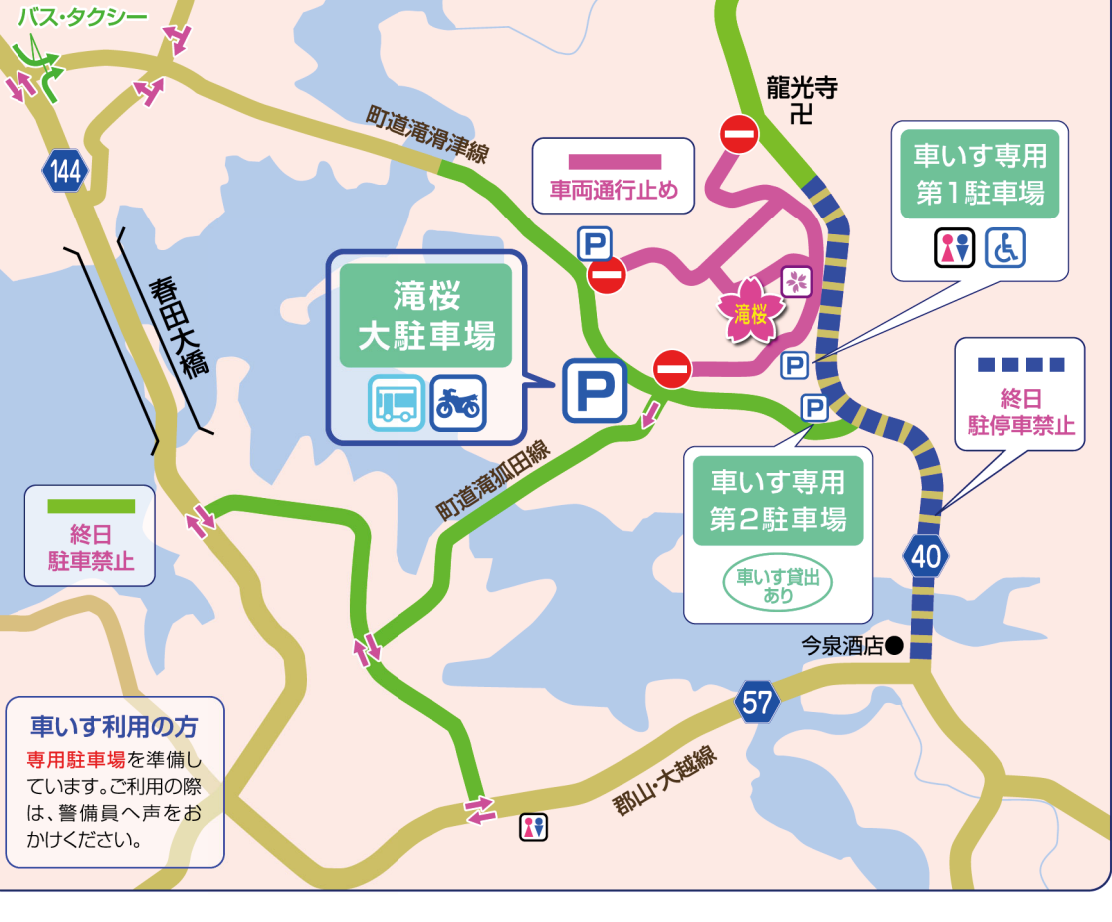 バス・タクシー
龍光寺
卍
町道滝滑津線
144
車両通行止め
車いす専用
第1駐車場
P
滝桜
大駐車場
滝桜
春田大橋
P
P
P
終日
駐停車禁止
町道滝狐田線
車いす専用
第2駐車場
車いす貸出
あり
終日
駐車禁止
40
今泉酒店
57
郡山・大越線
車いす利用の方
専用駐車場を準備し
ています。ご利用の際
は、警備員へ声をお
かけください。